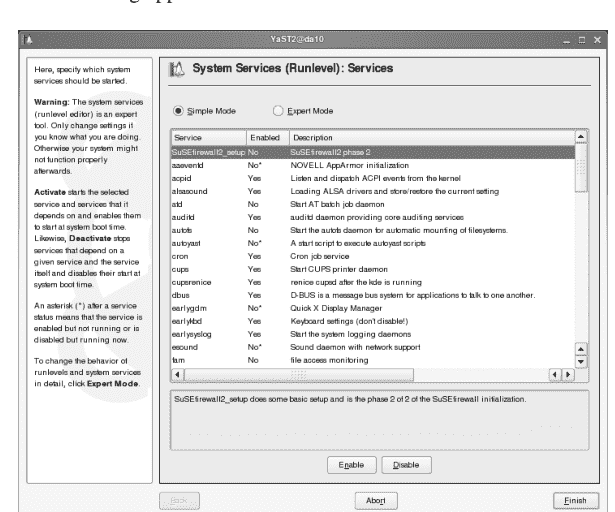 YaST2@da10
Here, specify which system
services should be started.
Warning: The system services
(runlevel editor) is an expert
tool. Only change settings if
you know what you are doing.
Otherwise your system might
not function properly
afterwards.
Activate starts the selected
service and services that it
depends on and enables them
to start at system boot time.
Likewise, Deactivate stops
services that depend on a
given service and the service
itself and disables their start at
system boot time.
An asterisk (*) after a service
status means that the service is
enabled but not running or is
disabled but running now.
To change the behavior of
runlevels and system services
in detail, click Expert Mode.
System Services (Runlevel): Services
Simple Mode Expert Mode
Service Enabled Description
SuSEfirewall2_setup No SuSEfirewall2 phase 2
aaeventd No* NOVELL AppArmor initialization
acpid Yes Listen and dispatch ACPI events from the kernel
alsasound Yes Loading ALSA drivers and store/restore the current setting
atd No Start AT batch job daemon
auditd Yes auditd daemon providing core auditing services
autofs No Start the autofs daemon for automatic mounting of filesystems.
autoyast No* A start script to execute autoyast scripts
cron Yes Cron job service
cups Yes Start CUPS printer daemon
cupsrenice Yes renice cupsd after the kde is running
dbus Yes D-BUS is a message bus system for applications to talk to one another.
earlygdm No* Quick X Display Manager
earlykbd Yes Keyboard settings (don't disable!)
earlysyslog Yes Start the system logging daemons
esound No* Sound daemon with network support
fam No file access monitoring
SuSEfirewall2_setup does some basic setup and is the phase 2 of 2 of the SuSEfirewall initialization.
Enable Disable
Back Abort Finish